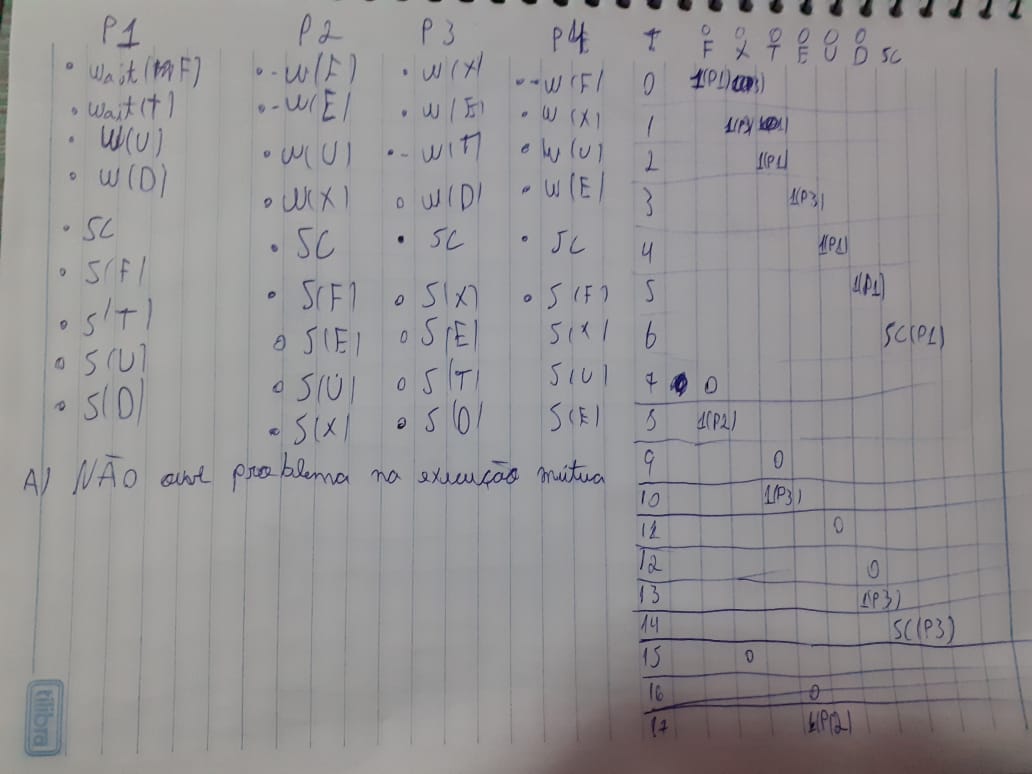 P1 P2 P3 P4 T F X T E U D SC
0 0 0 0 0 0
• wait(F) •- W(F) • W(X) •- W(F) 0 1(P1)
• wait(T) •- W(E) • W(E) • W(X) 1 1(P3)
• W(U) • W(U) •- W(T) • W(U) 2 1(P1)
• W(D) • W(X) o W(D) • W(E) 3 1(P3)
• SC • SC • SC • SC 4 1(P1)
• S(F) • S(F) o S(X) • S(F) 5 1(P1)
• S(T) o S(E) o S(E) S(X) 6 SC(P1)
o S(U) o S(U) o S(T) S(U) 7 0
• S(D) • S(X) • S(D) S(E) 8 1(P2)
A) NÃO ouve problema na execução mútua 9 0
10 1(P3)
11 0
12 0
13 1(P3)
14 SC(P3)
15 0
16 0
17 1(P2)
tilibra